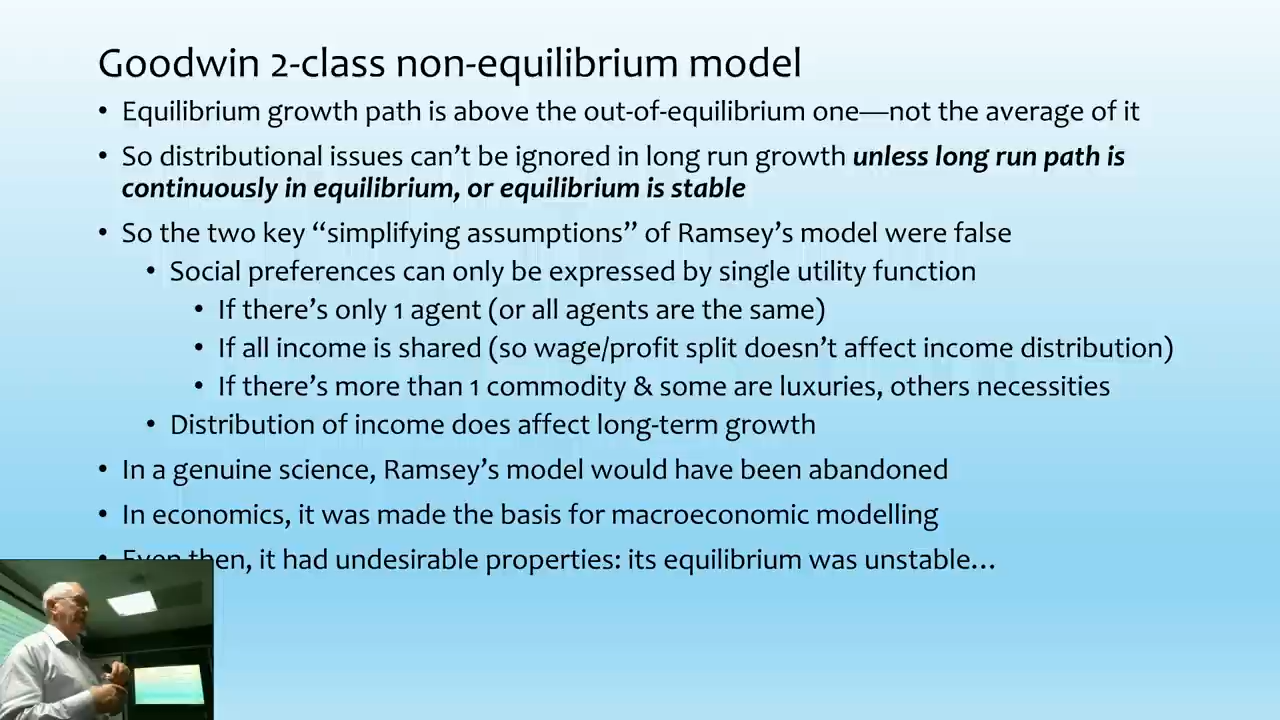 Goodwin 2-class non-equilibrium model
• Equilibrium growth path is above the out-of-equilibrium one—not the average of it
• So distributional issues can't be ignored in long run growth unless long run path is
continuously in equilibrium, or equilibrium is stable
• So the two key “simplifying assumptions” of Ramsey's model were false
• Social preferences can only be expressed by single utility function
• If there's only 1 agent (or all agents are the same)
• If all income is shared (so wage/profit split doesn't affect income distribution)
• If there's more than 1 commodity & some are luxuries, others necessities
• Distribution of income does affect long-term growth
• In a genuine science, Ramsey's model would have been abandoned
• In economics, it was made the basis for macroeconomic modelling
• Even then, it had undesirable properties: its equilibrium was unstable…